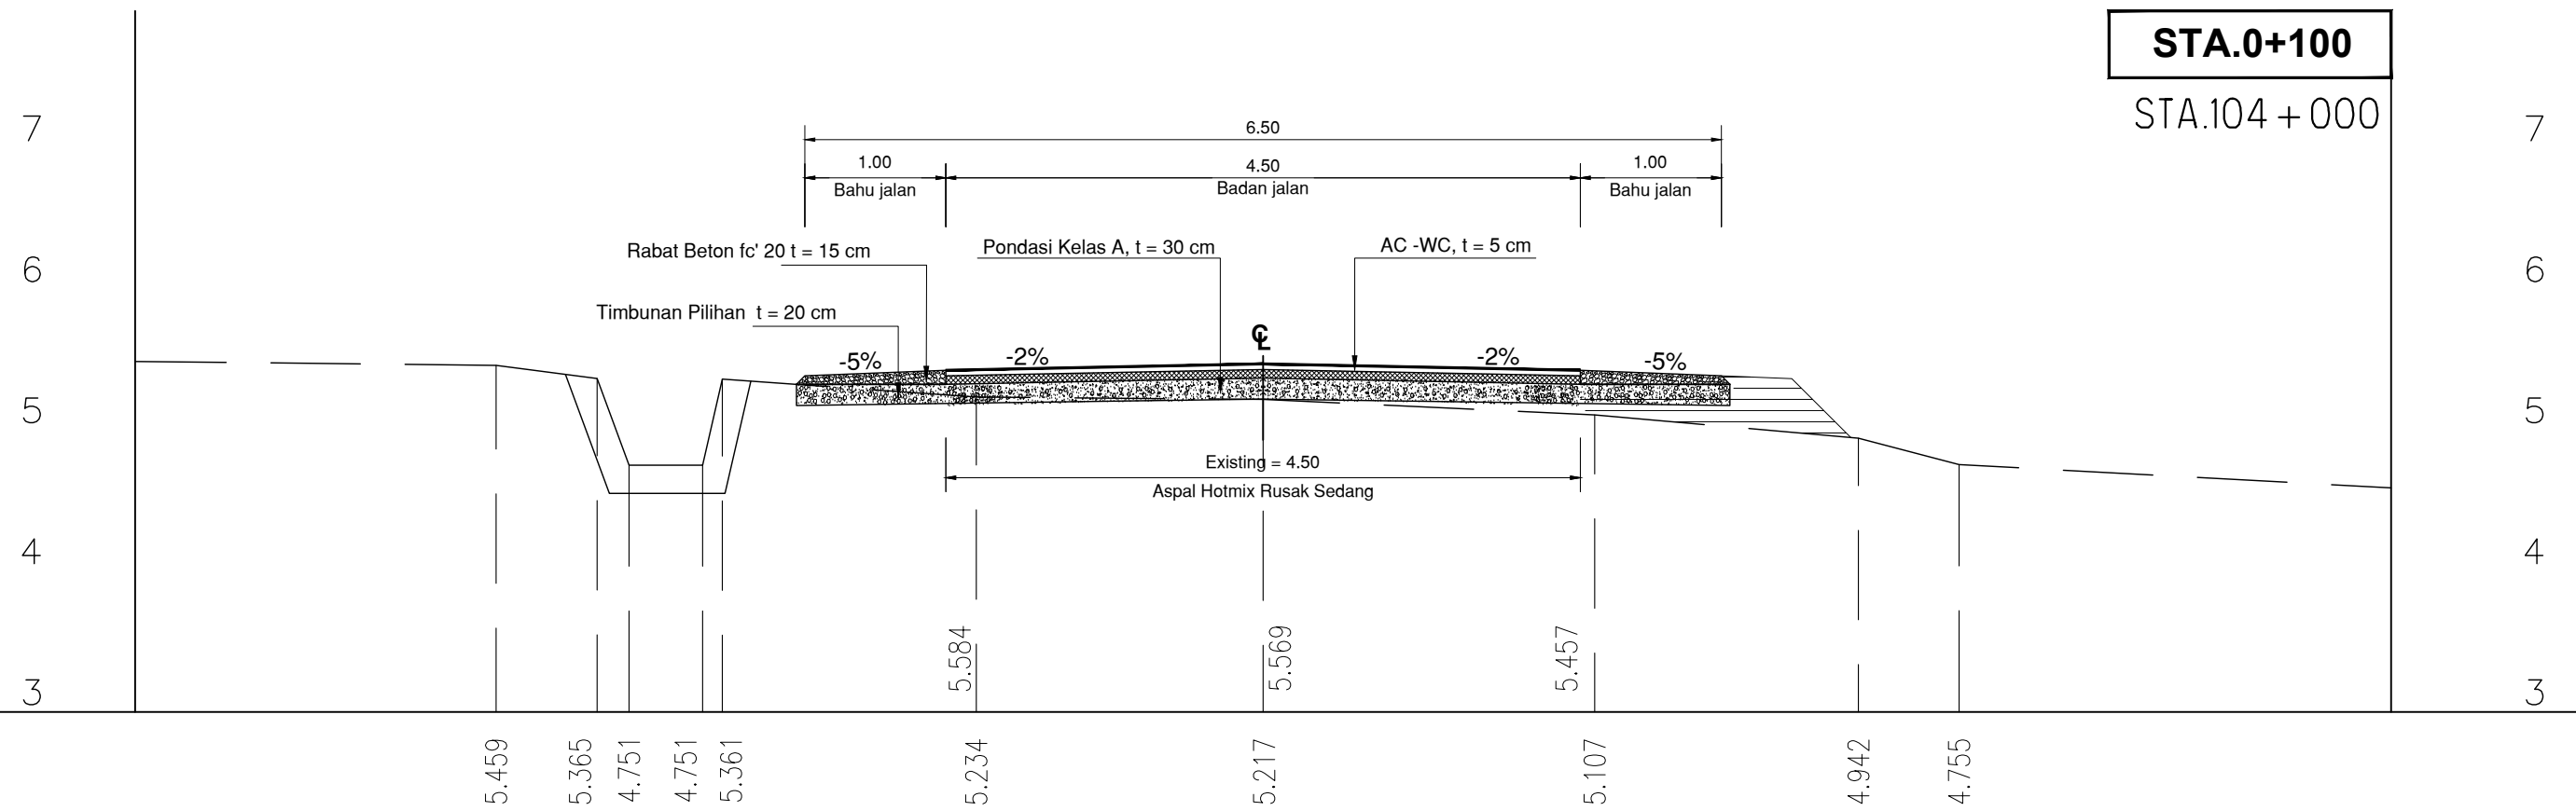 STA.0+100
STA.104+000
7
7
6.50
1.00
4.50
1.00
Bahu jalan
Badan jalan
Bahu jalan
Rabat Beton fc' 20 t = 15 cm
Pondasi Kelas A, t = 30 cm
AC -WC, t = 5 cm
6
6
Timbunan Pilihan t = 20 cm
℄
-5%
-2%
-2%
-5%
5
5
Existing = 4.50
Aspal Hotmix Rusak Sedang
4
4
5.584
5.569
5.457
3
3
5.459
5.365
4.751
4.751
5.361
5.234
5.217
5.107
4.942
4.755